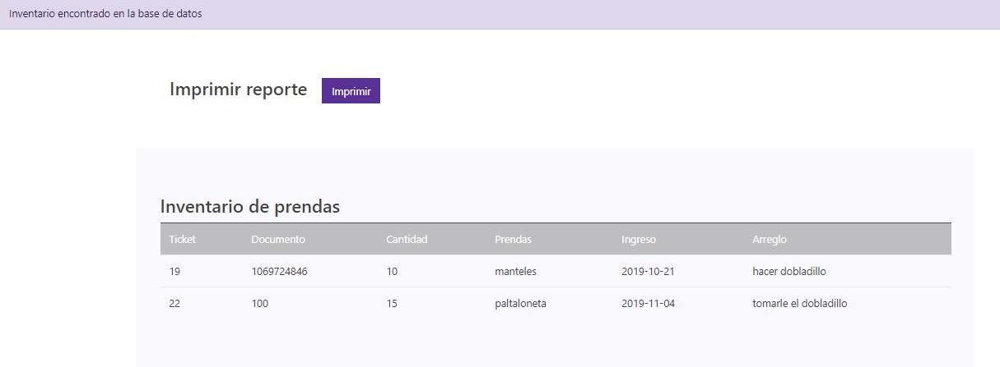 Inventario encontrado en la base de datos
Imprimir reporte Imprimir
Inventario de prendas
Ticket Documento Cantidad Prendas Ingreso Arreglo
19 1069724846 10 manteles 2019-10-21 hacer dobladillo
22 100 15 paltaloneta 2019-11-04 tomarle el dobladillo